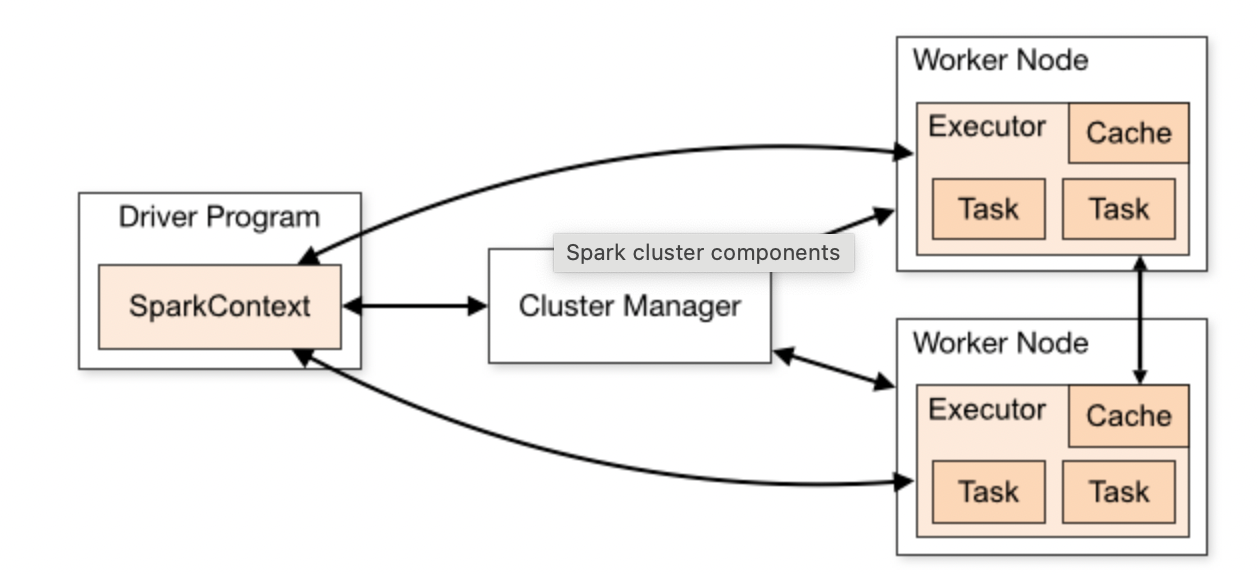 Driver Program
SparkContext
Spark cluster components
Cluster Manager
Worker Node
Executor
Cache
Task
Task
Worker Node
Executor
Cache
Task
Task